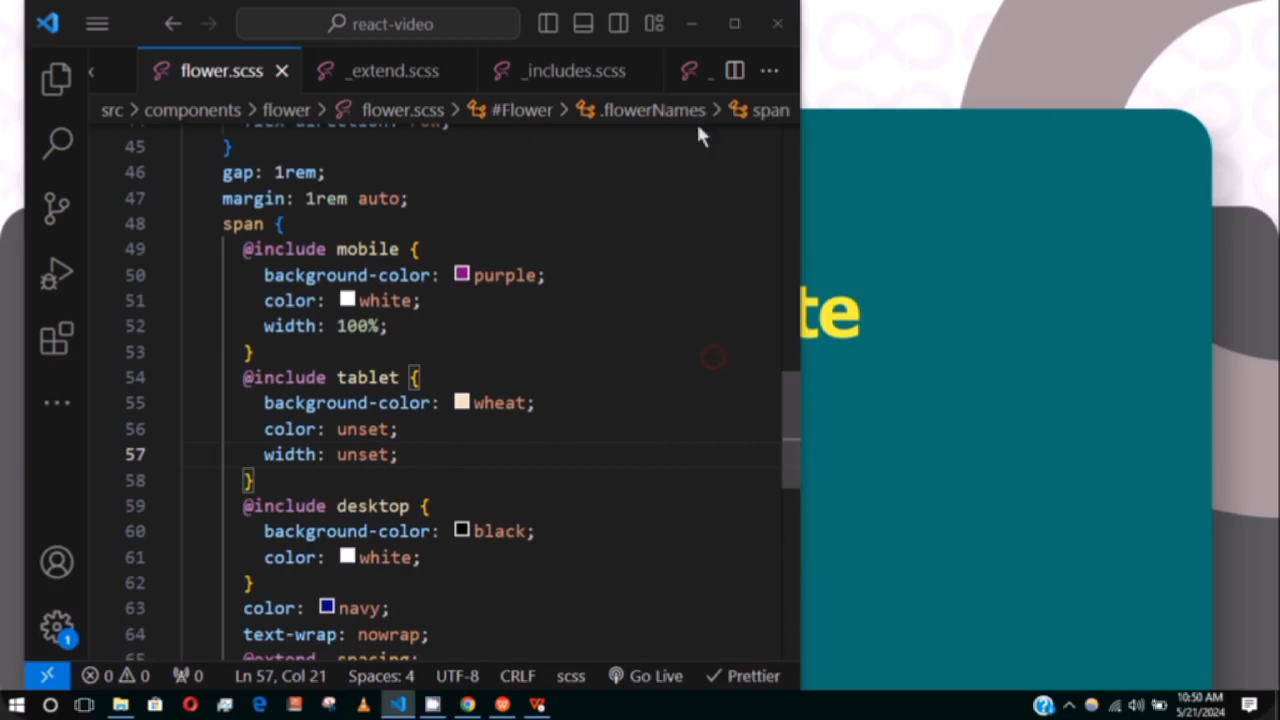 react-video
flower.scss
_extend.scss
_includes.scss
_
src > components > flower > flower.scss > #Flower > .flowerNames > span
45 }
46 gap: 1rem;
47 margin: 1rem auto;
48 span {
49 @include mobile {
50 background-color: purple;
51 color: white;
52 width: 100%;
53 }
54 @include tablet {
55 background-color: wheat;
56 color: unset;
57 width: unset;
58 }
59 @include desktop {
60 background-color: black;
61 color: white;
62 }
63 color: navy;
64 text-wrap: nowrap;
65 @extend .spacing;
te
1
0 0 0 Ln 57, Col 21 Spaces: 4 UTF-8 CRLF scss Go Live Prettier
10:50 AM
5/21/2024